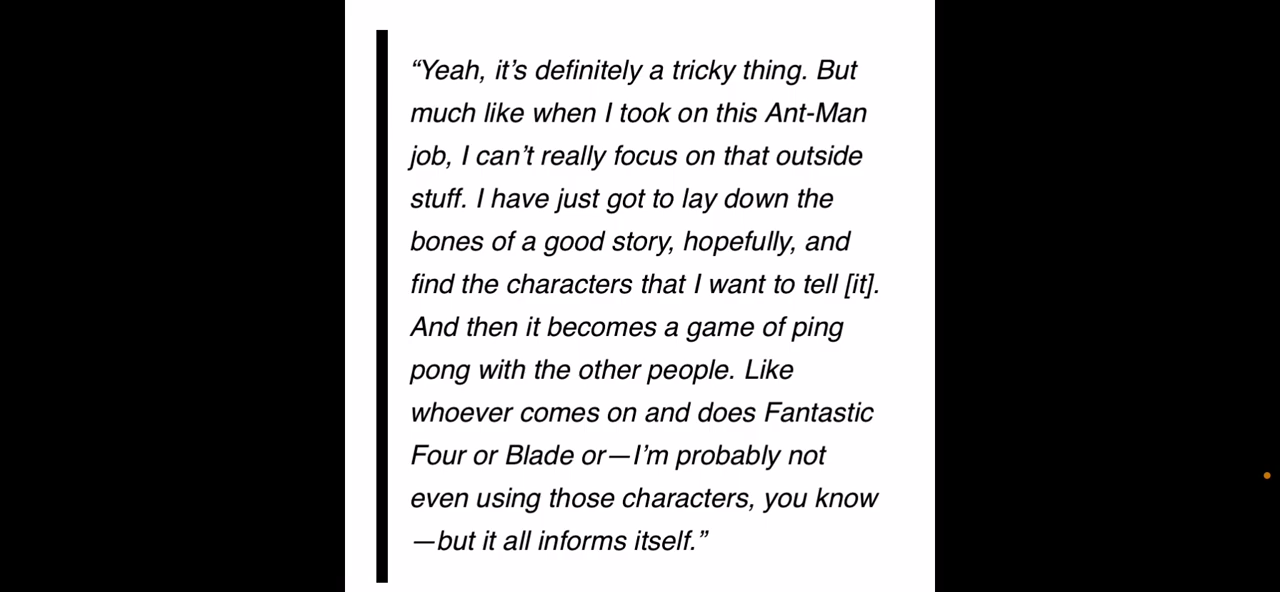 “Yeah, it’s definitely a tricky thing. But
much like when I took on this Ant-Man
job, I can’t really focus on that outside
stuff. I have just got to lay down the
bones of a good story, hopefully, and
find the characters that I want to tell [it].
And then it becomes a game of ping
pong with the other people. Like
whoever comes on and does Fantastic
Four or Blade or—I’m probably not
even using those characters, you know
—but it all informs itself.”